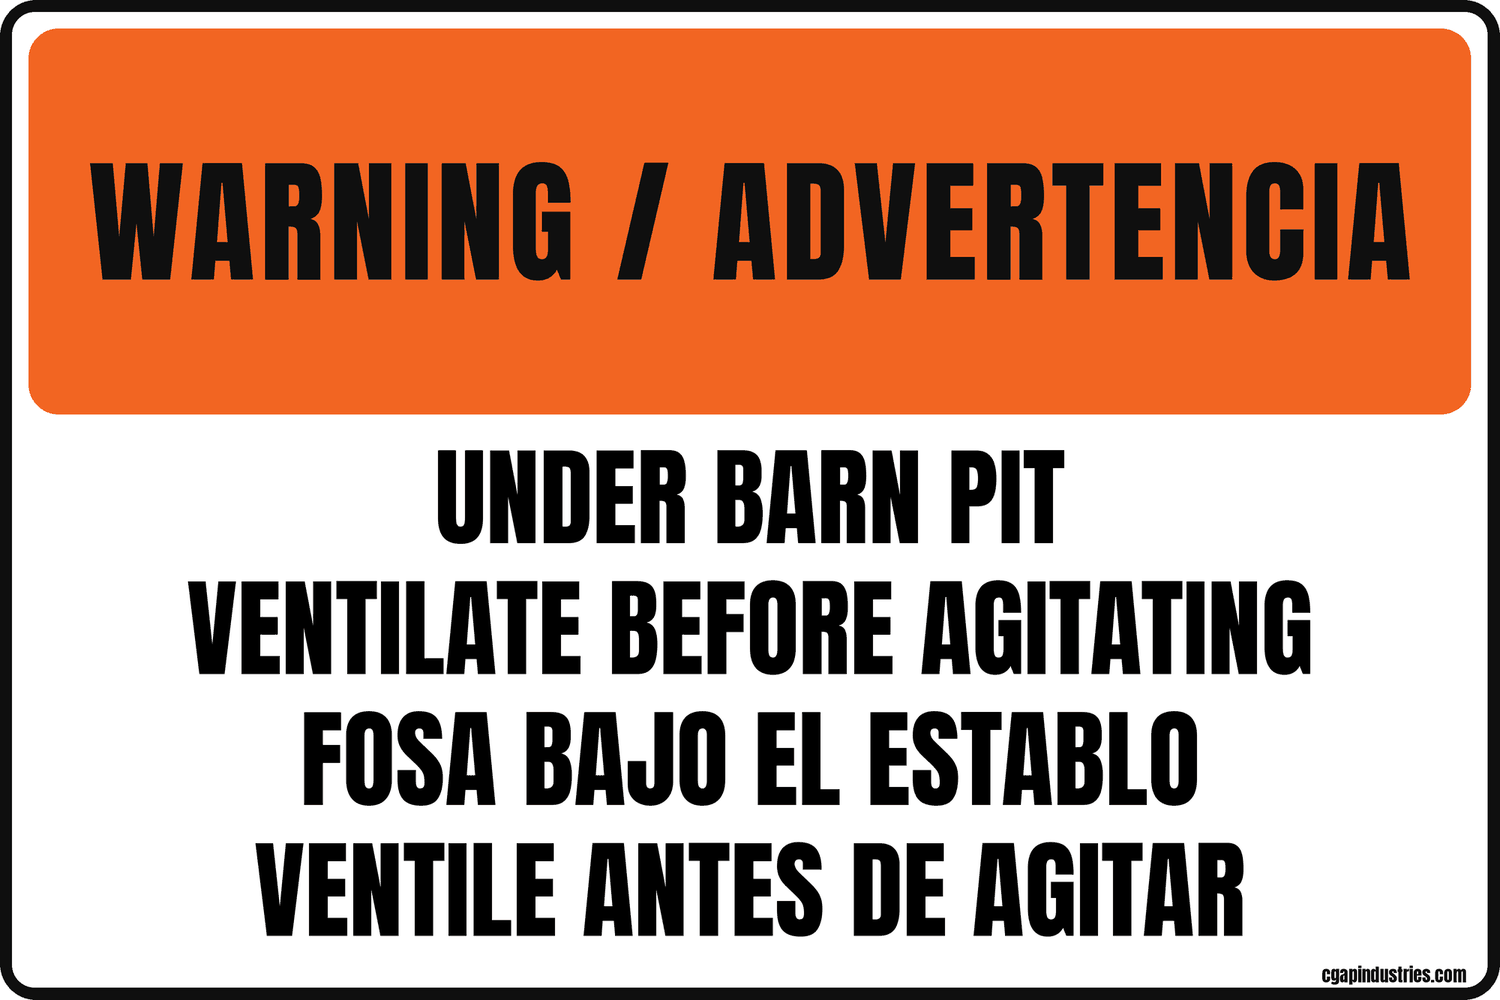 WARNING / ADVERTENCIA
UNDER BARN PIT
VENTILATE BEFORE AGITATING
FOSA BAJO EL ESTABLO
VENTILE ANTES DE AGITAR
cgapindustries.com